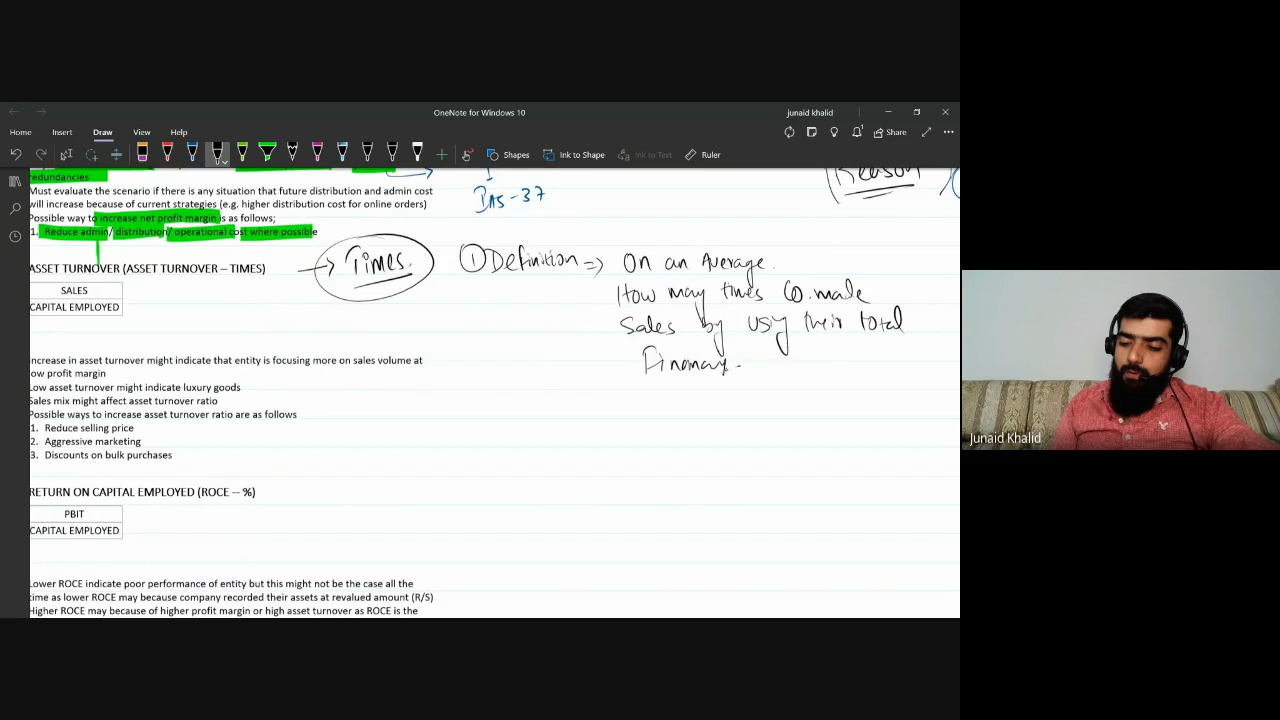 OneNote for Windows 10
junaid khalid
Home Insert Draw View Help
Share
Shapes
Ink to Shape
Ink to Text
Ruler
redundancies
Must evaluate the scenario if there is any situation that future distribution and admin cost
will increase because of current strategies (e.g. higher distribution cost for online orders)
Possible way to increase net profit margin is as follows;
1. Reduce admin/ distribution/ operational cost where possible
Reason
IAS-37
ASSET TURNOVER (ASSET TURNOVER – TIMES)
SALES
CAPITAL EMPLOYED
Times.
① Definition ⇒ On an Average.
How may times Co. made
Sales by using their total
Increase in asset turnover might indicate that entity is focusing more on sales volume at
low profit margin
Low asset turnover might indicate luxury goods
Sales mix might affect asset turnover ratio
Possible ways to increase asset turnover ratio are as follows
1. Reduce selling price
2. Aggressive marketing
3. Discounts on bulk purchases
RETURN ON CAPITAL EMPLOYED (ROCE – %)
PBIT
CAPITAL EMPLOYED
Lower ROCE indicate poor performance of entity but this might not be the case all the
time as lower ROCE may because company recorded their assets at revalued amount (R/S)
Higher ROCE may because of higher profit margin or high asset turnover as ROCE is the
Junaid Khalid